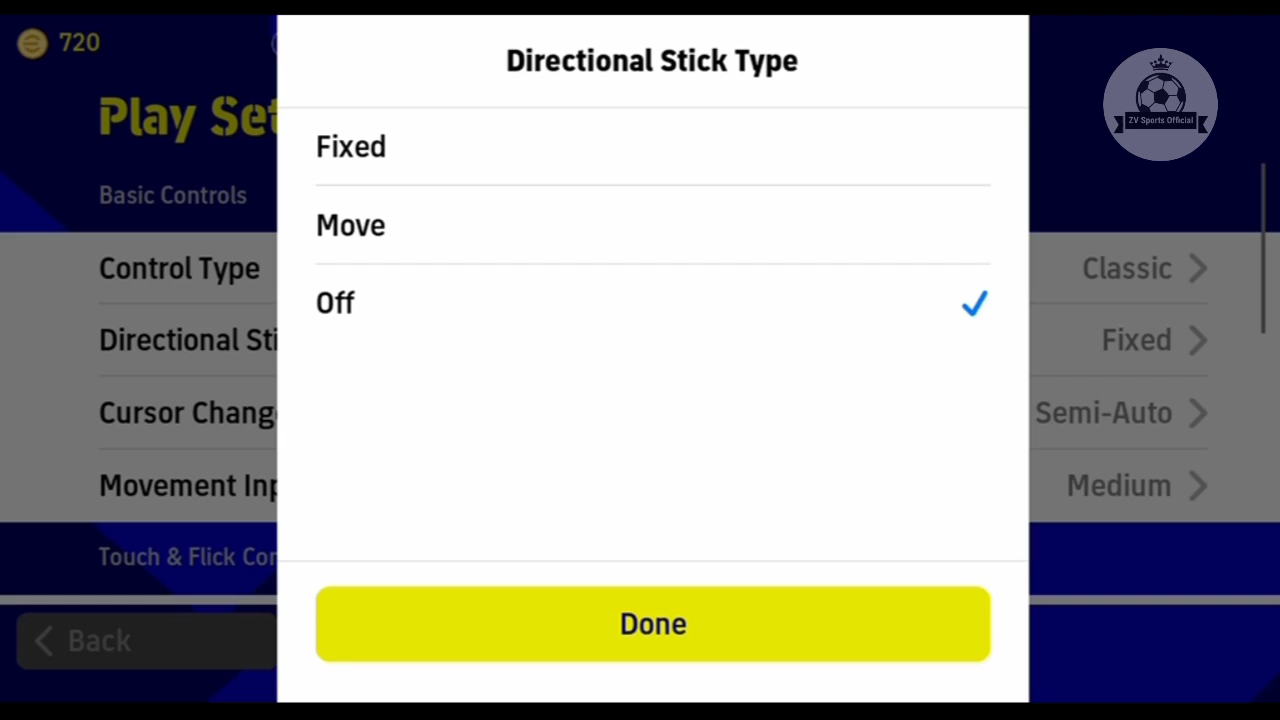 720
Directional Stick Type
Play Set
ZV Sports Official
Fixed
Basic Controls
Move
Control Type
Classic
Off
Directional Sti
Fixed
Cursor Change
Semi-Auto
Movement Inp
Medium
Touch & Flick Con
Done
Back